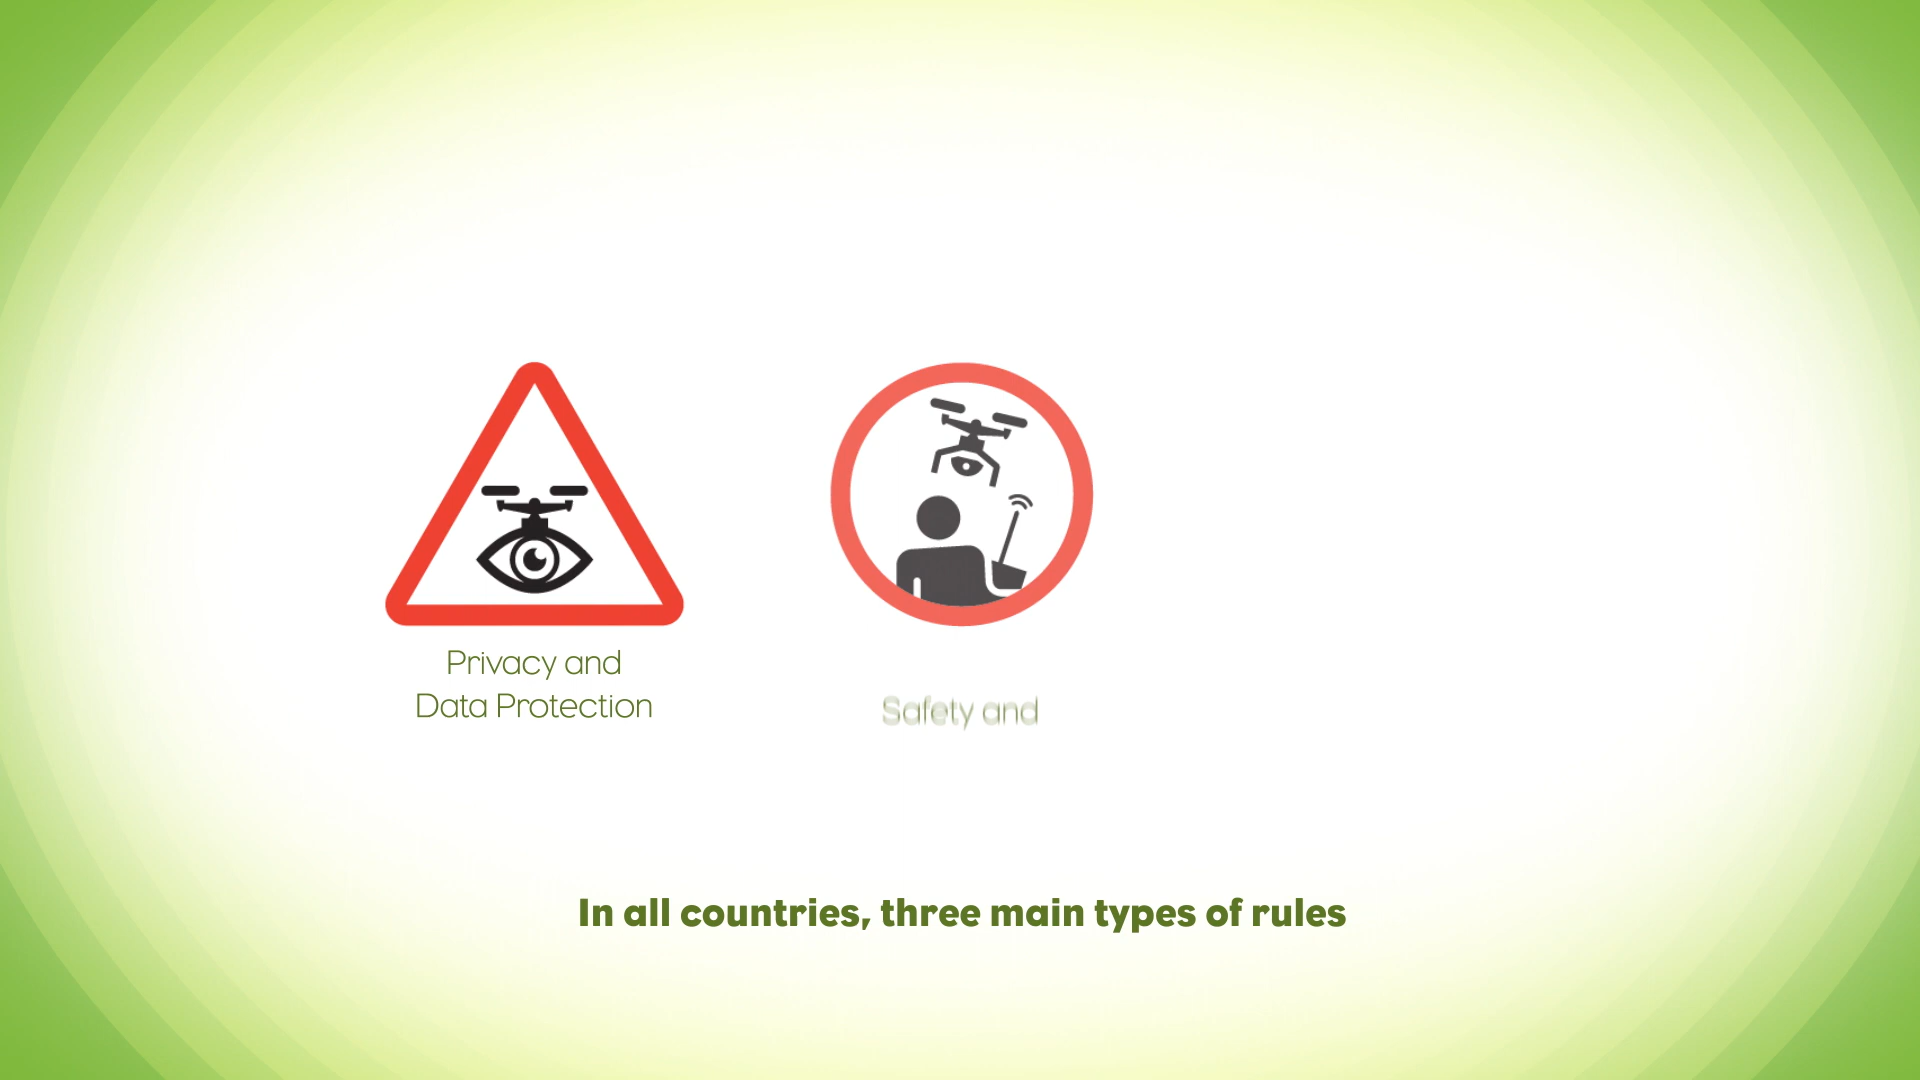 Privacy and
Data Protection
Safety and
In all countries, three main types of rules